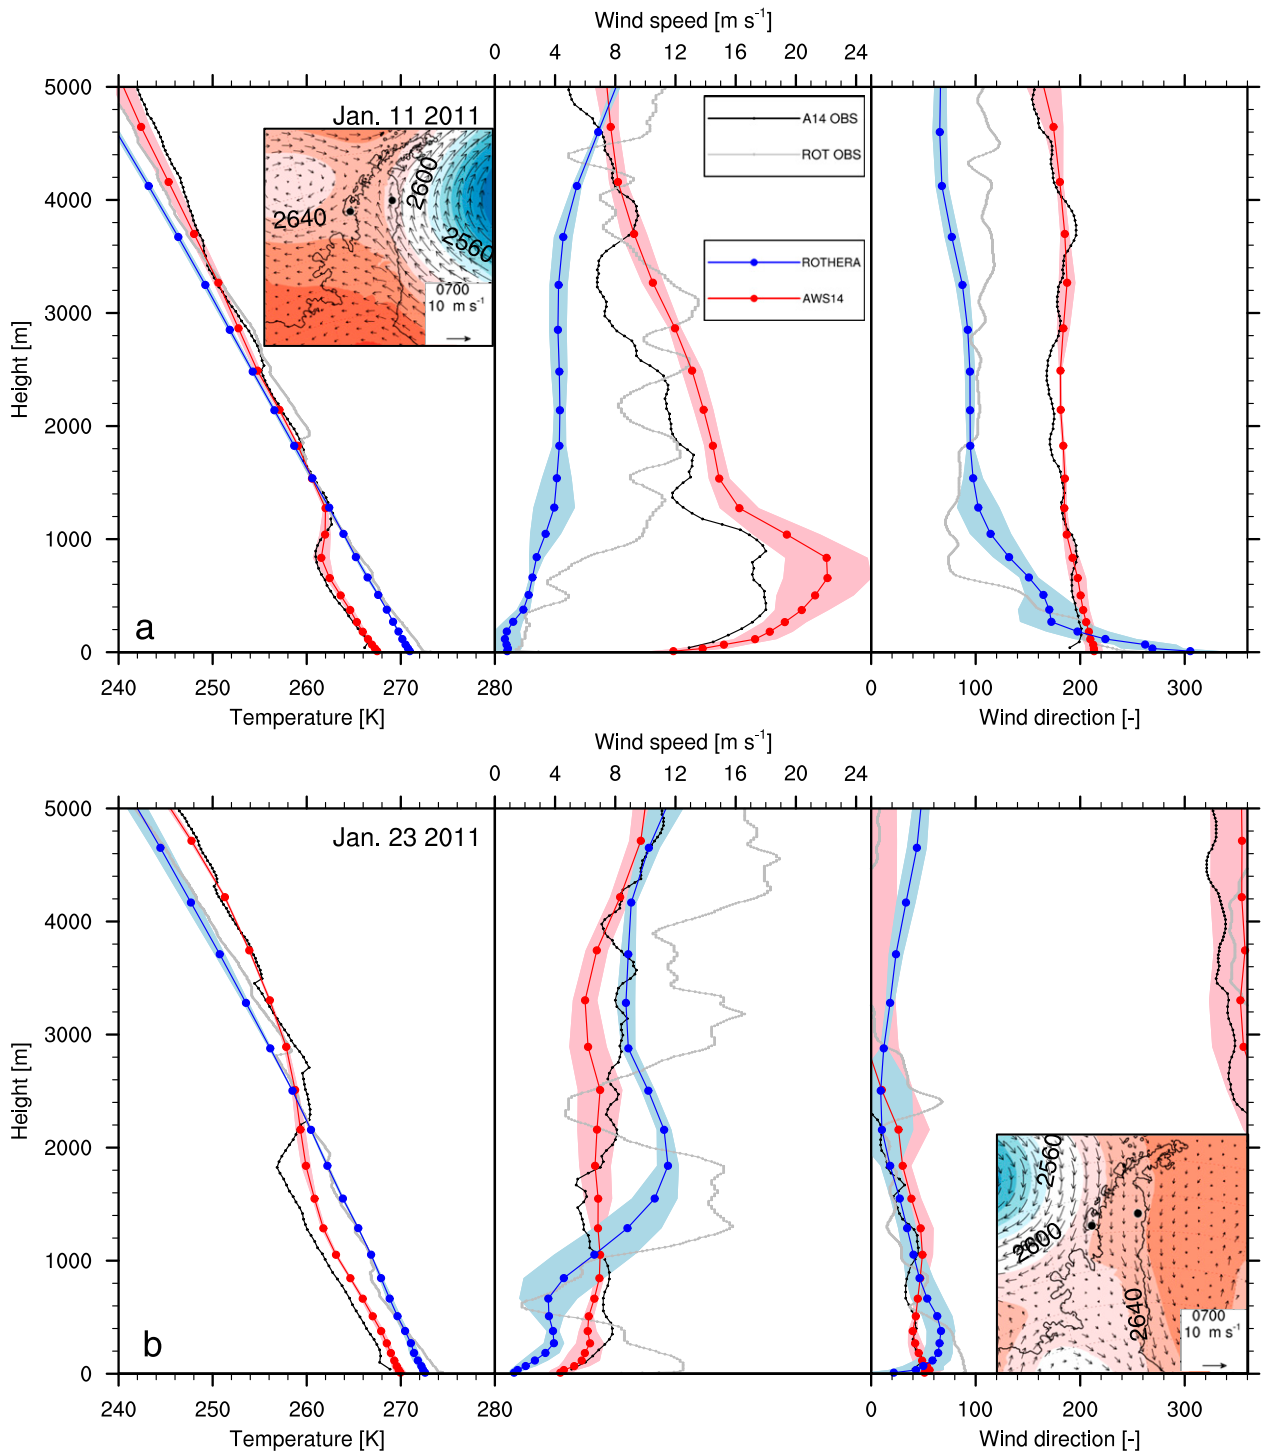 Wind speed [m s-1]
0 4 8 12 16 20 24
5000
4000
3000
2000
1000
0
Height [m]
Jan. 11 2011
2640
2600
2560
0700
10 m s-1
A14 OBS
ROT OBS
ROTHERA
AWS14
a
240 250 260 270 280
0 100 200 300
Temperature [K]
Wind direction [-]
Wind speed [m s-1]
0 4 8 12 16 20 24
5000
4000
3000
2000
1000
0
Height [m]
Jan. 23 2011
2560
2600
2640
0700
10 m s-1
b
240 250 260 270 280
0 100 200 300
Temperature [K]
Wind direction [-]